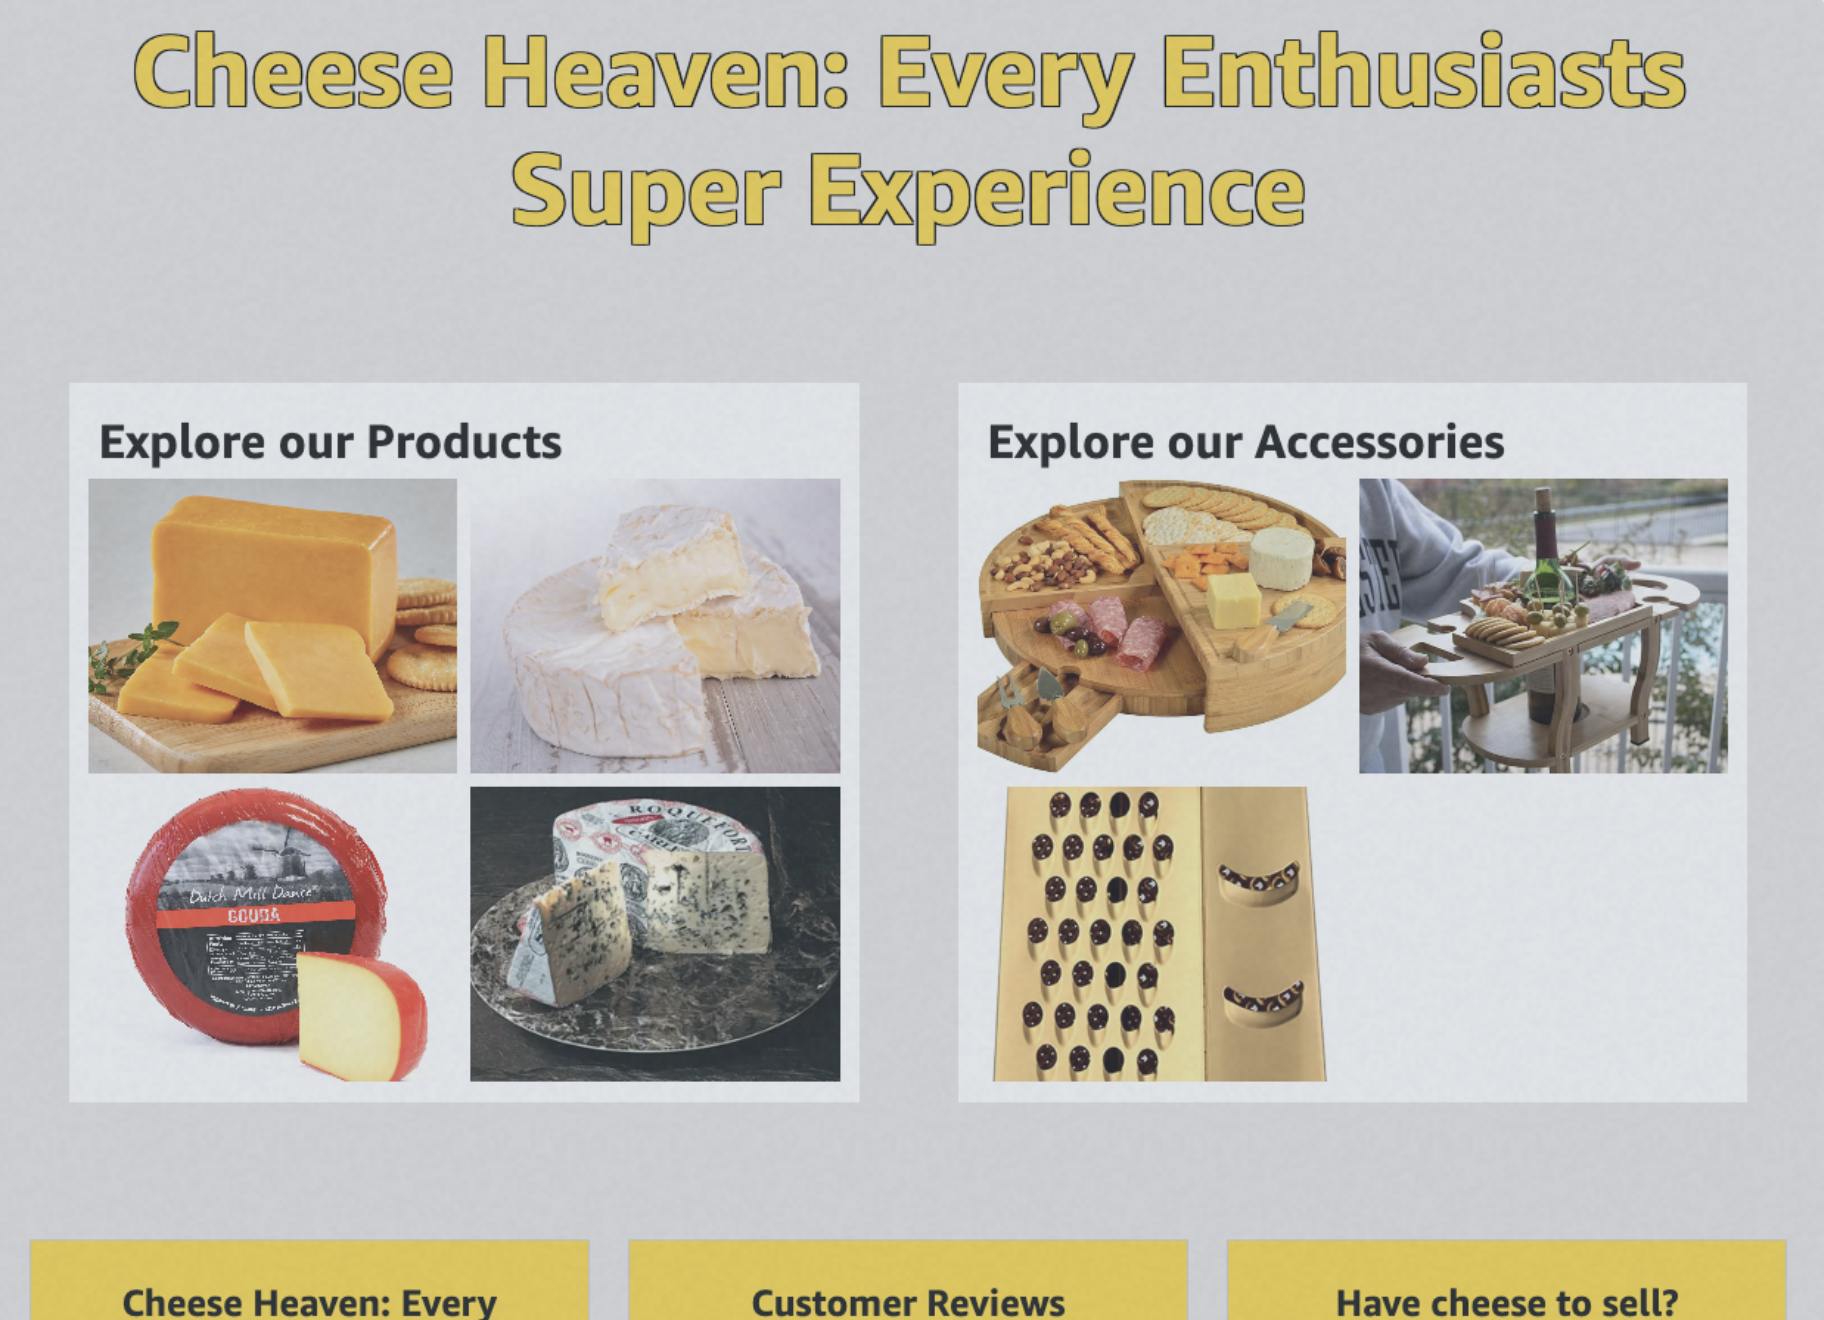 Cheese Heaven: Every Enthusiasts
Super Experience
Explore our Products
Explore our Accessories
Dutch Mill Dance
GOUDA
ROQUEFORT
Cheese Heaven: Every
Customer Reviews
Have cheese to sell?